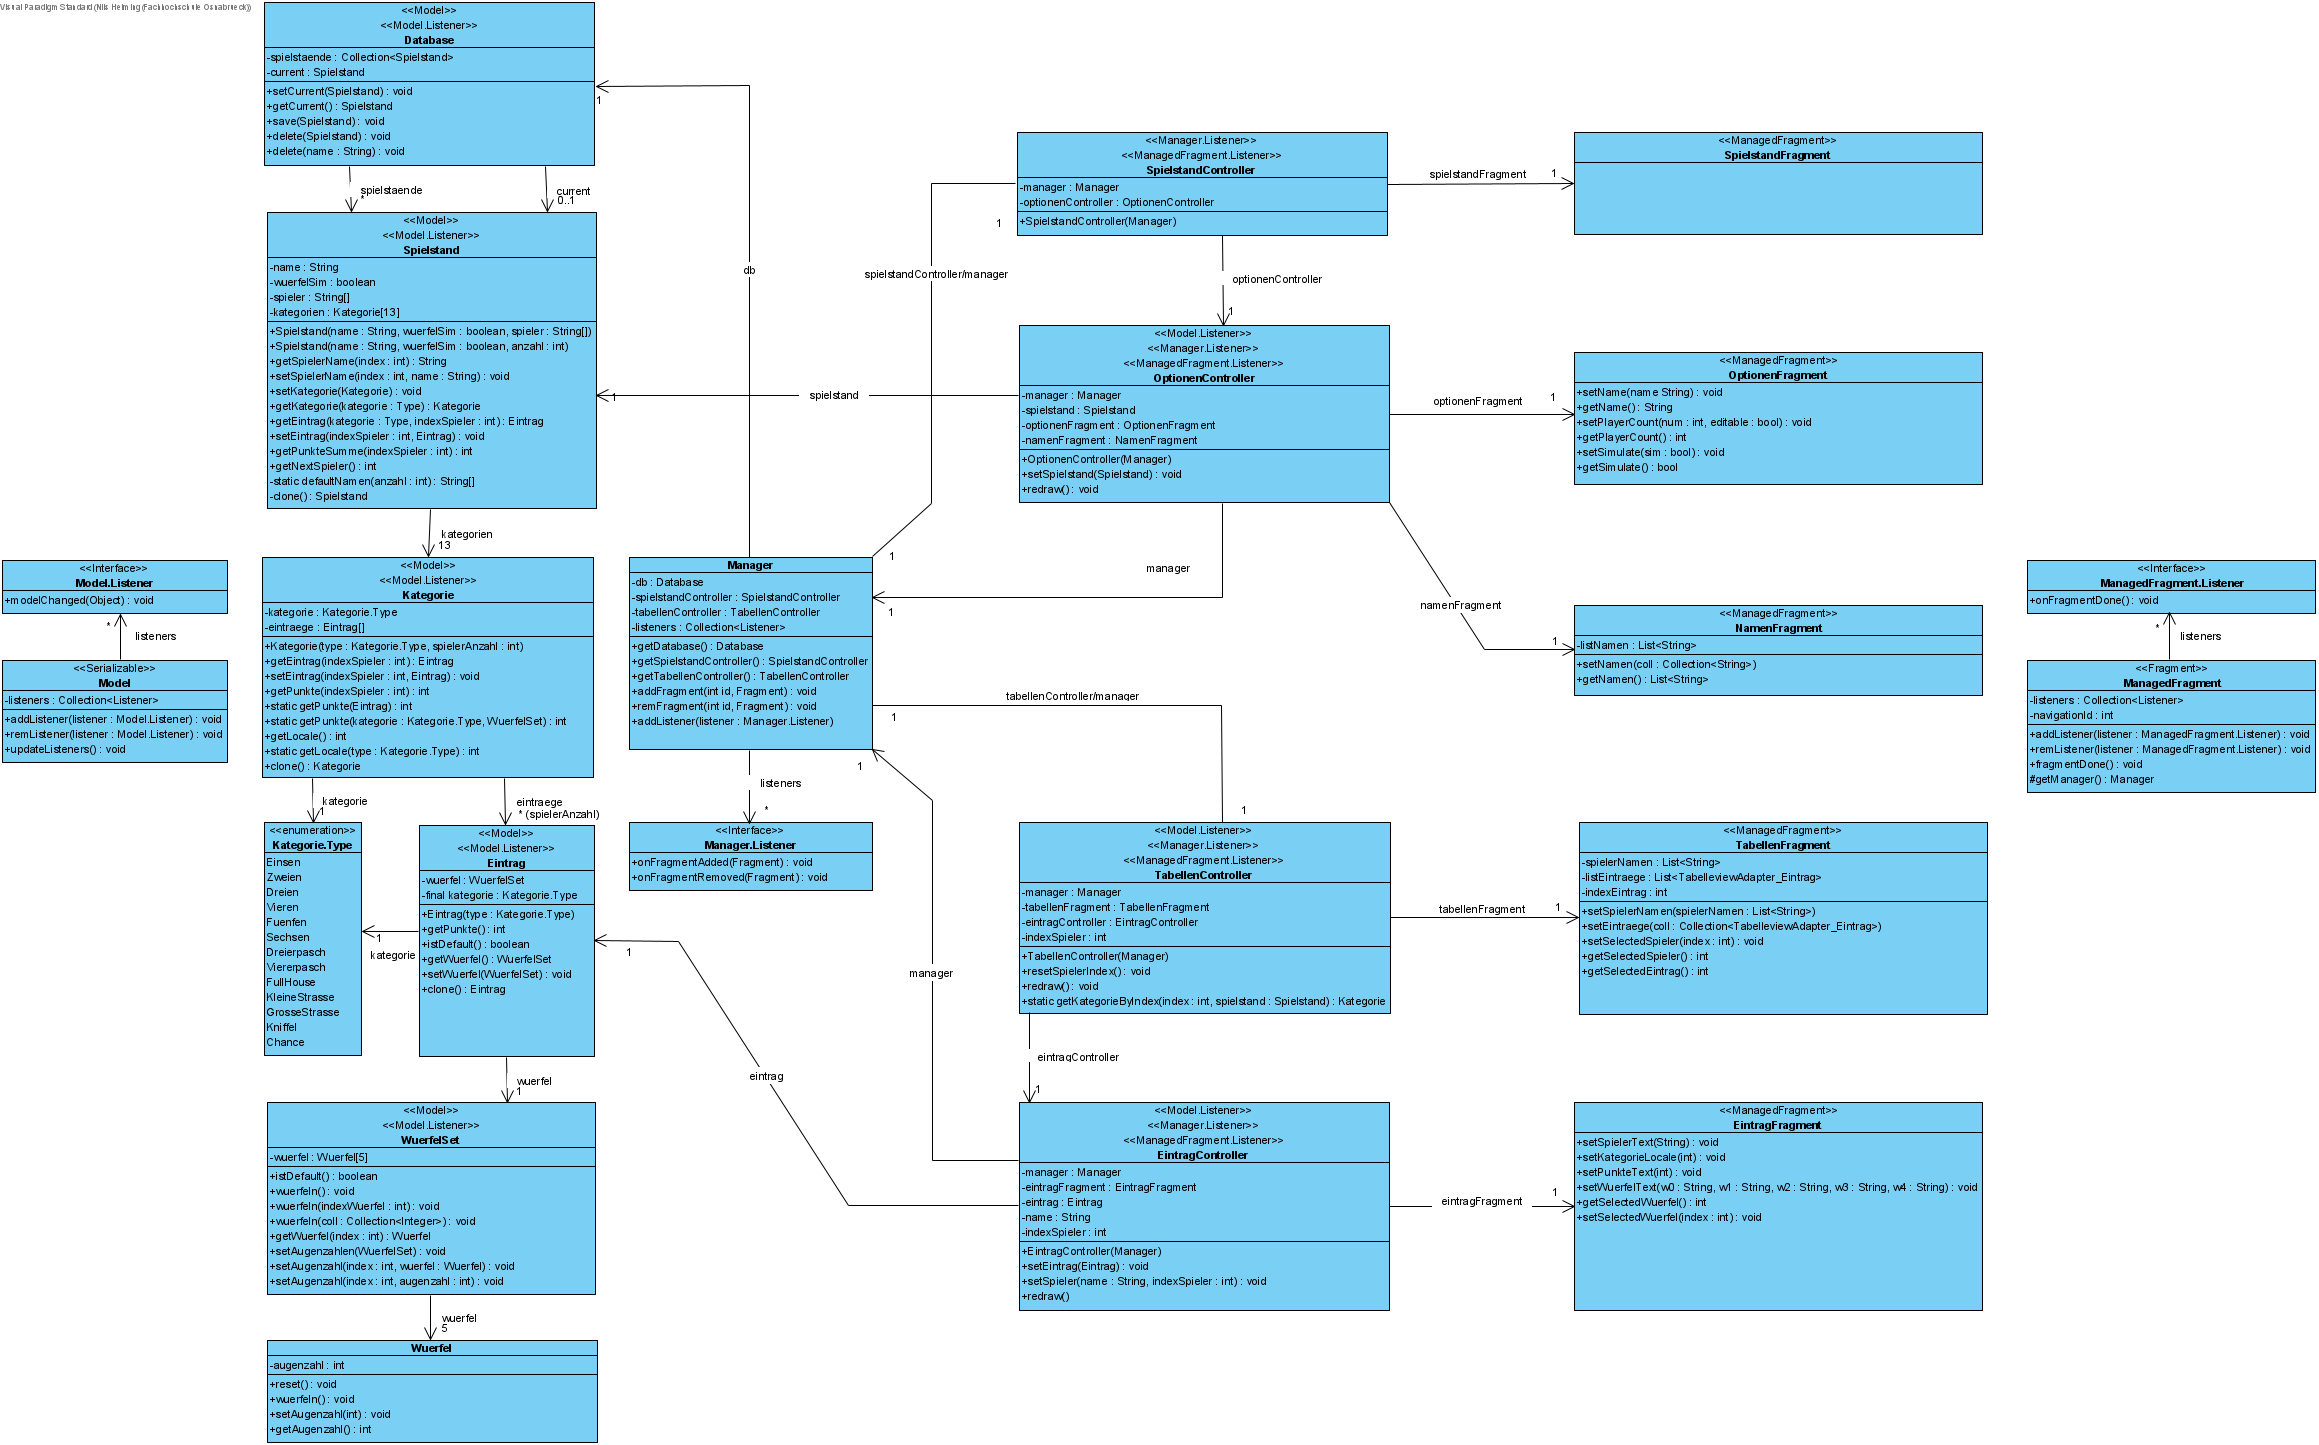 Visual Paradigm Standard (Nils Helming (Fachhochschule Osnabrueck))
<<Model>>
<<Model.Listener>>
Database
-spielstaende : Collection<Spielstand>
-current : Spielstand
+setCurrent(Spielstand) : void
+getCurrent() : Spielstand
+save(Spielstand) : void
+delete(Spielstand) : void
+delete(name : String) : void
1
spielstaende
*
current
0..1
db
<<Model>>
<<Model.Listener>>
Spielstand
-name : String
-wuerfelSim : boolean
-spieler : String[]
-kategorien : Kategorie[13]
+Spielstand(name : String, wuerfelSim : boolean, spieler : String[])
+Spielstand(name : String, wuerfelSim : boolean, anzahl : int)
+getSpielerName(index : int) : String
+setSpielerName(index : int, name : String) : void
+setKategorie(Kategorie) : void
+getKategorie(kategorie : Type) : Kategorie
+getEintrag(kategorie : Type, indexSpieler : int) : Eintrag
+setEintrag(indexSpieler : int, Eintrag) : void
+getPunkteSumme(indexSpieler : int) : int
+getNextSpieler() : int
-static defaultNamen(anzahl : int) : String[]
-clone() : Spielstand
kategorien
13
<<Interface>>
Model.Listener
+modelChanged(Object) : void
*
listeners
<<Serializable>>
Model
-listeners : Collection<Listener>
+addListener(listener : Model.Listener) : void
+remListener(listener : Model.Listener) : void
+updateListeners() : void
<<Model>>
<<Model.Listener>>
Kategorie
-kategorie : Kategorie.Type
-eintraege : Eintrag[]
+Kategorie(type : Kategorie.Type, spielerAnzahl : int)
+getEintrag(indexSpieler : int) : Eintrag
+setEintrag(indexSpieler : int, Eintrag) : void
+getPunkte(indexSpieler : int) : int
+static getPunkte(Eintrag) : int
+static getPunkte(kategorie : Kategorie.Type, WuerfelSet) : int
+getLocale() : int
+static getLocale(type : Kategorie.Type) : int
+clone() : Kategorie
kategorie
1
eintraege
* (spielerAnzahl)
<<enumeration>>
Kategorie.Type
Einsen
Zweien
Dreien
Vieren
Fuenfen
Sechsen
Dreierpasch
Viererpasch
FullHouse
KleineStrasse
GrosseStrasse
Kniffel
Chance
<<Model>>
<<Model.Listener>>
Eintrag
-wuerfel : WuerfelSet
-final kategorie : Kategorie.Type
+Eintrag(type : Kategorie.Type)
+getPunkte() : int
+istDefault() : boolean
+getWuerfel() : WuerfelSet
+setWuerfel(WuerfelSet) : void
+clone() : Eintrag
1
kategorie
wuerfel
1
<<Model>>
<<Model.Listener>>
WuerfelSet
-wuerfel : Wuerfel[5]
+istDefault() : boolean
+wuerfeln() : void
+wuerfeln(indexWuerfel : int) : void
+wuerfeln(coll : Collection<Integer>) : void
+getWuerfel(index : int) : Wuerfel
+setAugenzahlen(WuerfelSet) : void
+setAugenzahl(index : int, wuerfel : Wuerfel) : void
+setAugenzahl(index : int, augenzahl : int) : void
wuerfel
5
Wuerfel
-augenzahl : int
+reset() : void
+wuerfeln() : void
+setAugenzahl(int) : void
+getAugenzahl() : int
Manager
-db : Database
-spielstandController : SpielstandController
-tabellenController : TabellenController
-listeners : Collection<Listener>
+getDatabase() : Database
+getSpielstandController() : SpielstandController
+getTabellenController() : TabellenController
+addFragment(int id, Fragment) : void
+remFragment(int id, Fragment) : void
+addListener(listener : Manager.Listener)
1
1
1
1
listeners
*
<<Interface>>
Manager.Listener
+onFragmentAdded(Fragment) : void
+onFragmentRemoved(Fragment) : void
1
eintrag
manager
<<Manager.Listener>>
<<ManagedFragment.Listener>>
SpielstandController
-manager : Manager
-optionenController : OptionenController
+SpielstandController(Manager)
1
spielstandController/manager
spielstandFragment
1
<<ManagedFragment>>
SpielstandFragment
optionenController
1
<<Model.Listener>>
<<Manager.Listener>>
<<ManagedFragment.Listener>>
OptionenController
-manager : Manager
-spielstand : Spielstand
-optionenFragment : OptionenFragment
-namenFragment : NamenFragment
+OptionenController(Manager)
+setSpielstand(Spielstand) : void
+redraw() : void
1
spielstand
optionenFragment
1
<<ManagedFragment>>
OptionenFragment
+setName(name String) : void
+getName() : String
+setPlayerCount(num : int, editable : bool) : void
+getPlayerCount() : int
+setSimulate(sim : bool) : void
+getSimulate() : bool
manager
namenFragment
1
<<ManagedFragment>>
NamenFragment
-listNamen : List<String>
+setNamen(coll : Collection<String>)
+getNamen() : List<String>
<<Interface>>
ManagedFragment.Listener
+onFragmentDone() : void
*
listeners
<<Fragment>>
ManagedFragment
-listeners : Collection<Listener>
-navigationId : int
+addListener(listener : ManagedFragment.Listener) : void
+remListener(listener : ManagedFragment.Listener) : void
+fragmentDone() : void
#getManager() : Manager
tabellenController/manager
1
<<Model.Listener>>
<<Manager.Listener>>
<<ManagedFragment.Listener>>
TabellenController
-manager : Manager
-tabellenFragment : TabellenFragment
-eintragController : EintragController
-indexSpieler : int
+TabellenController(Manager)
+resetSpielerIndex() : void
+redraw() : void
+static getKategorieByIndex(index : int, spielstand : Spielstand) : Kategorie
tabellenFragment
1
<<ManagedFragment>>
TabellenFragment
-spielerNamen : List<String>
-listEintraege : List<TabelleviewAdapter_Eintrag>
-indexEintrag : int
+setSpielerNamen(spielerNamen : List<String>)
+setEintraege(coll : Collection<TabelleviewAdapter_Eintrag>)
+setSelectedSpieler(index : int) : void
+getSelectedSpieler() : int
+getSelectedEintrag() : int
eintragController
1
<<Model.Listener>>
<<Manager.Listener>>
<<ManagedFragment.Listener>>
EintragController
-manager : Manager
-eintragFragment : EintragFragment
-eintrag : Eintrag
-name : String
-indexSpieler : int
+EintragController(Manager)
+setEintrag(Eintrag) : void
+setSpieler(name : String, indexSpieler : int) : void
+redraw()
eintragFragment
1
<<ManagedFragment>>
EintragFragment
+setSpielerText(String) : void
+setKategorieLocale(int) : void
+setPunkteText(int) : void
+setWuerfelText(w0 : String, w1 : String, w2 : String, w3 : String, w4 : String) : void
+getSelectedWuerfel() : int
+setSelectedWuerfel(index : int) : void